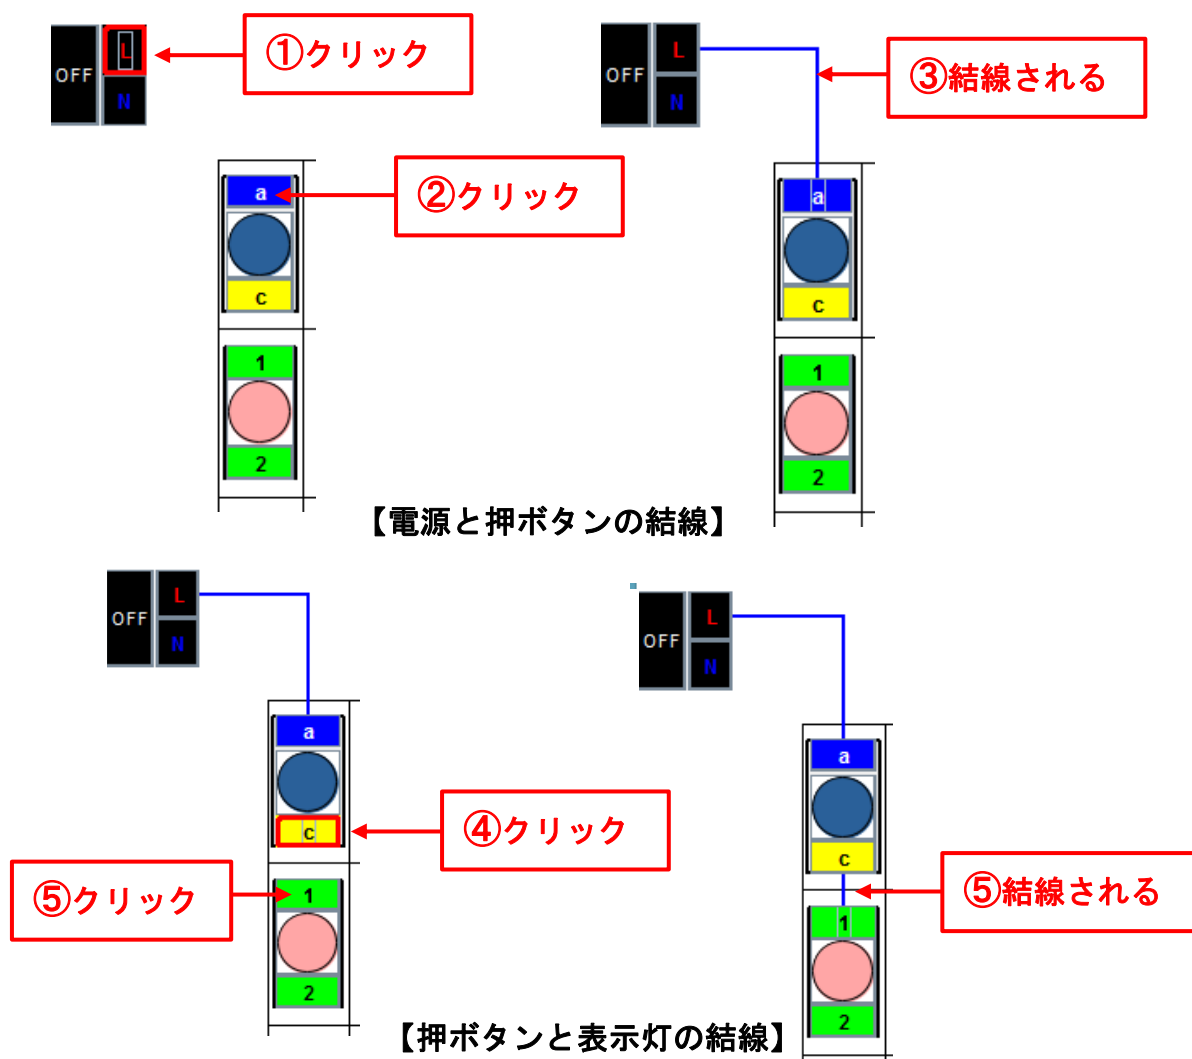 OFF
L
N
①クリック
a
②クリック
c
1
2
OFF
L
N
③結線される
a
c
1
2
【電源と押ボタンの結線】
OFF
L
N
a
c
④クリック
⑤クリック
1
2
OFF
L
N
a
c
⑤結線される
1
2
【押ボタンと表示灯の結線】